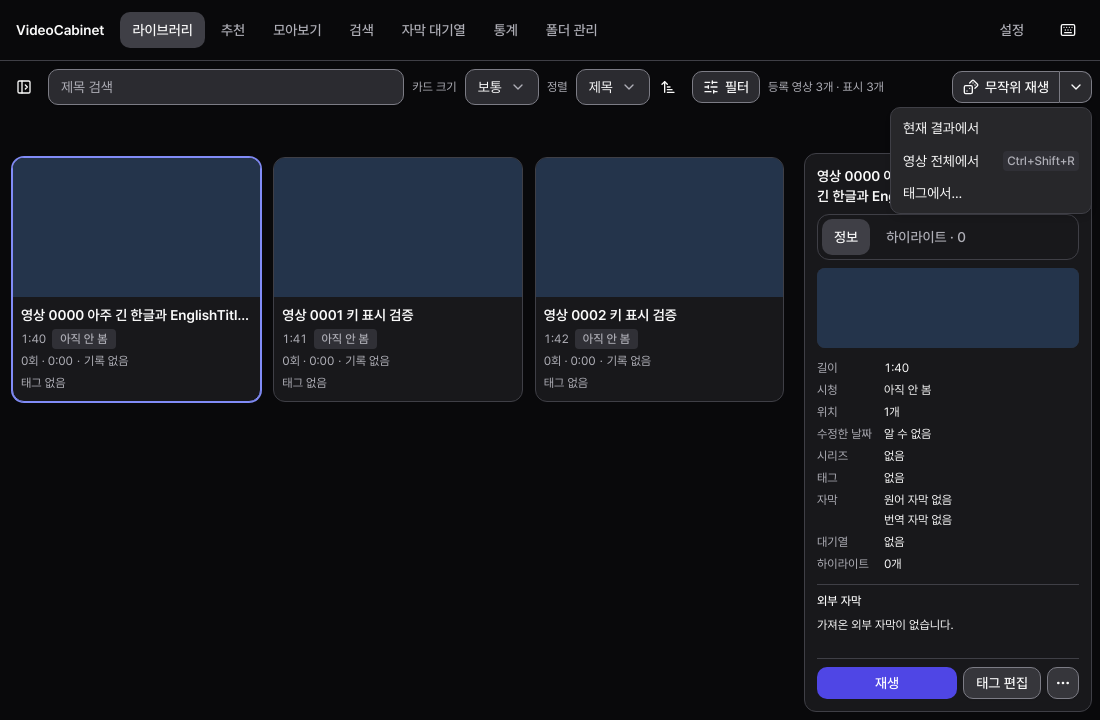 VideoCabinet 라이브러리 추천 모아보기 검색 자막 대기열 통계 폴더 관리 설정
제목 검색 카드 크기 보통 정렬 제목 필터 등록 영상 3개 · 표시 3개 무작위 재생
현재 결과에서
영상 전체에서 Ctrl+Shift+R
태그에서...
영상 0000 아주 긴 한글과 EnglishTitl...
1:40 아직 안 봄
0회 · 0:00 · 기록 없음
태그 없음
영상 0001 키 표시 검증
1:41 아직 안 봄
0회 · 0:00 · 기록 없음
태그 없음
영상 0002 키 표시 검증
1:42 아직 안 봄
0회 · 0:00 · 기록 없음
태그 없음
영상 0000
긴 한글과
정보 하이라이트 · 0
길이 1:40
시청 아직 안 봄
위치 1개
수정한 날짜 알 수 없음
시리즈 없음
태그 없음
자막 원어 자막 없음
번역 자막 없음
대기열 없음
하이라이트 0개
외부 자막
가져온 외부 자막이 없습니다.
재생 태그 편집